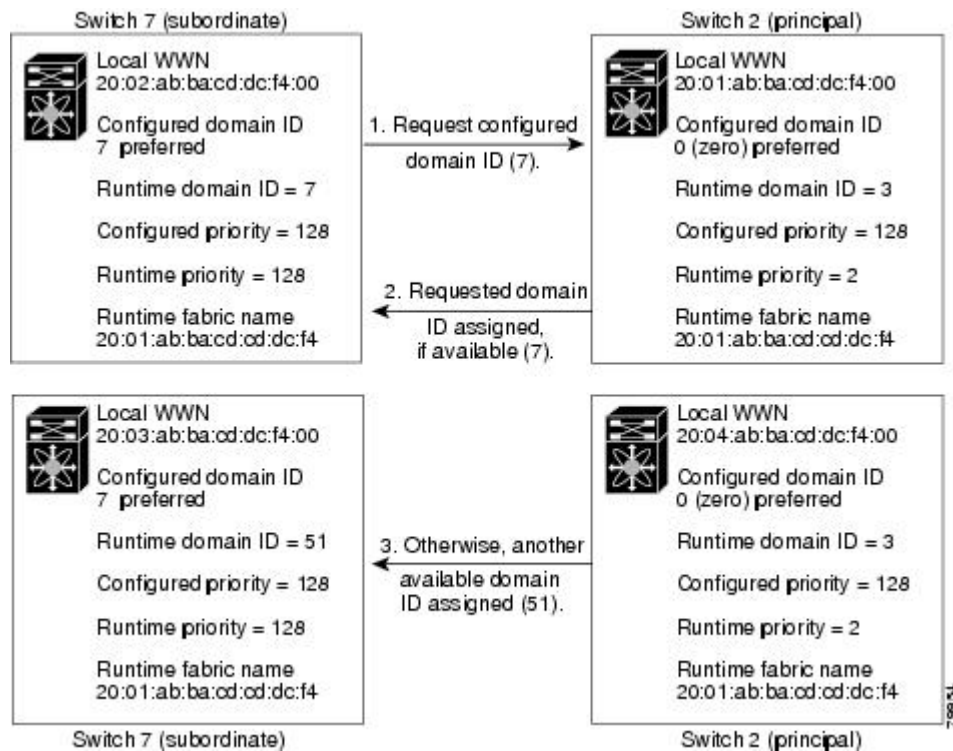 Switch 7 (subordinate)
Local WWN
20:02:ab:ba:cd:dc:f4:00
Configured domain ID
7 preferred
Runtime domain ID = 7
Configured priority = 128
Runtime priority = 128
Runtime fabric name
20:01:ab:ba:cd:cd:dc:f4
1. Request configured
domain ID (7).
2. Requested domain
ID assigned,
if available (7).
Switch 2 (principal)
Local WWN
20:01:ab:ba:cd:dc:f4:00
Configured domain ID
0 (zero) preferred
Runtime domain ID = 3
Configured priority = 128
Runtime priority = 2
Runtime fabric name
20:01:ab:ba:cd:cd:dc:f4
Local WWN
20:03:ab:ba:cd:dc:f4:00
Configured domain ID
7 preferred
Runtime domain ID = 51
Configured priority = 128
Runtime priority = 128
Runtime fabric name
20:01:ab:ba:cd:cd:dc:f4
Switch 7 (subordinate)
3. Otherwise, another
available domain
ID assigned (51).
Local WWN
20:04:ab:ba:cd:dc:f4:00
Configured domain ID
0 (zero) preferred
Runtime domain ID = 3
Configured priority = 128
Runtime priority = 2
Runtime fabric name
20:01:ab:ba:cd:cd:dc:f4
Switch 2 (principal)